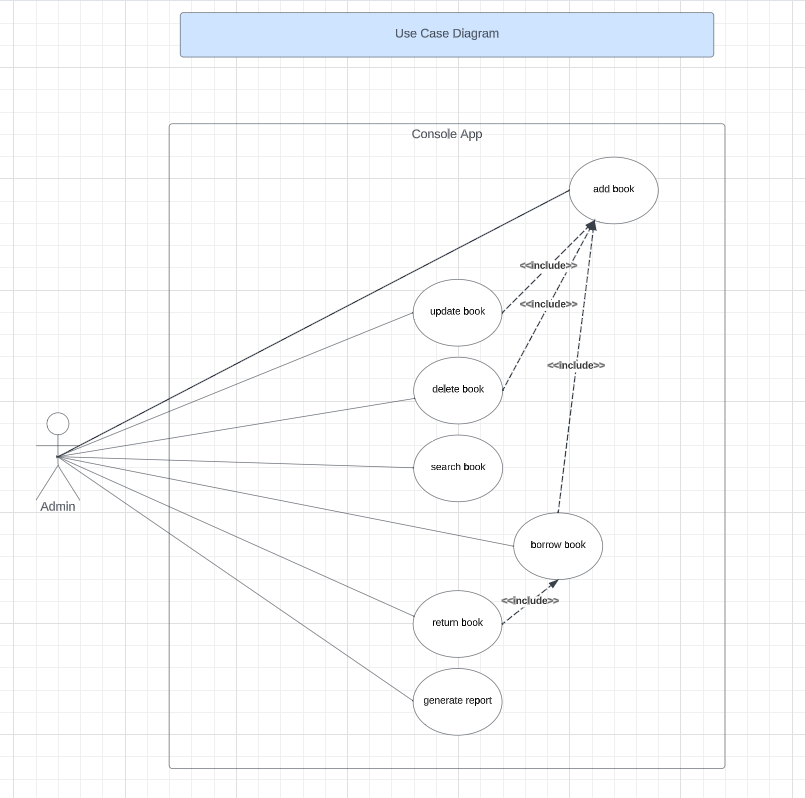 Use Case Diagram
Console App
add book
<<include>>
update book
<<include>>
<<include>>
delete book
search book
Admin
borrow book
<<include>>
return book
generate report